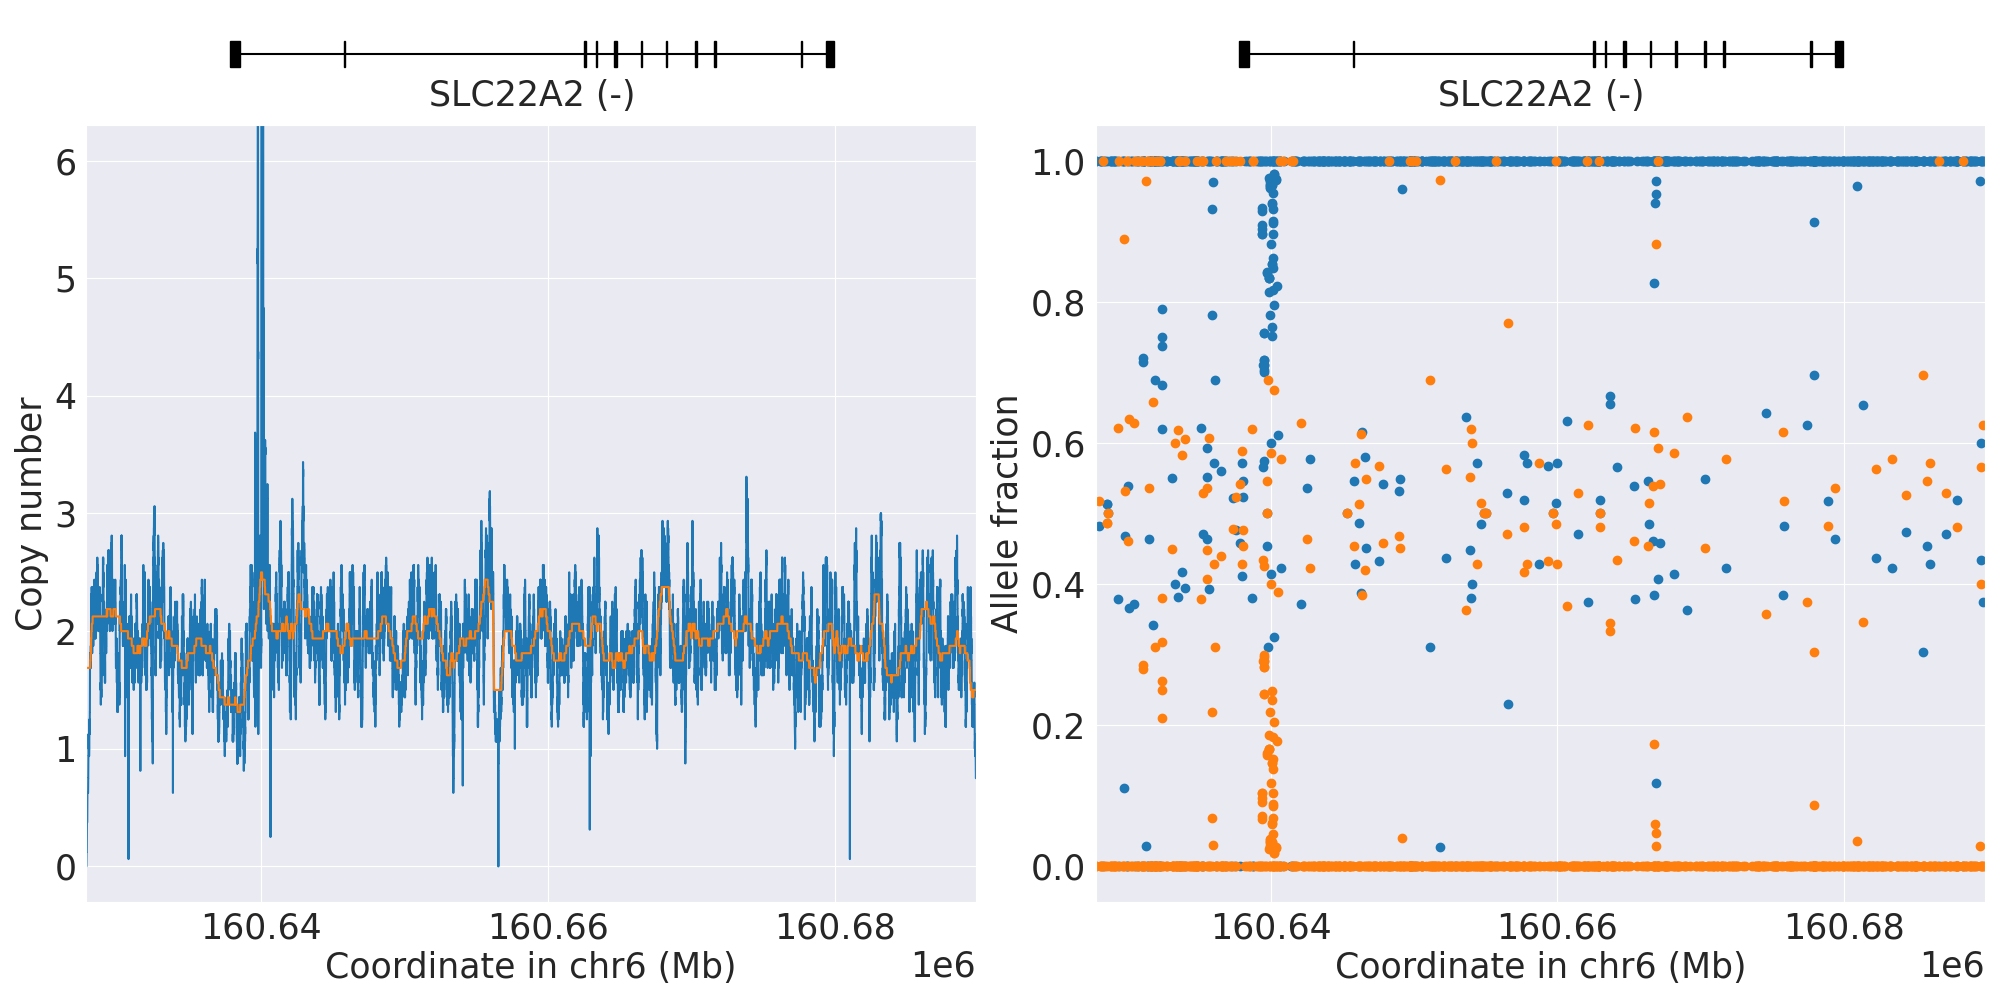 SLC22A2 (-)
6
5
4
3
2
1
0
Copy number
160.64
160.66
160.68
1e6
Coordinate in chr6 (Mb)
SLC22A2 (-)
1.0
0.8
0.6
0.4
0.2
0.0
Allele fraction
160.64
160.66
160.68
1e6
Coordinate in chr6 (Mb)